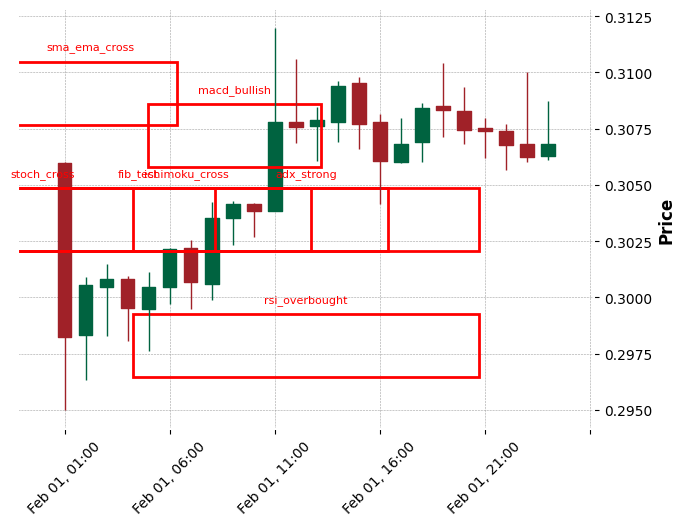 sma_ema_cross
macd_bullish
stoch_cross
fib_test
ichimoku_cross
adx_strong
rsi_overbought
0.3125
0.3100
0.3075
0.3050
0.3025
0.3000
0.2975
0.2950
Price
Feb 01, 01:00
Feb 01, 06:00
Feb 01, 11:00
Feb 01, 16:00
Feb 01, 21:00